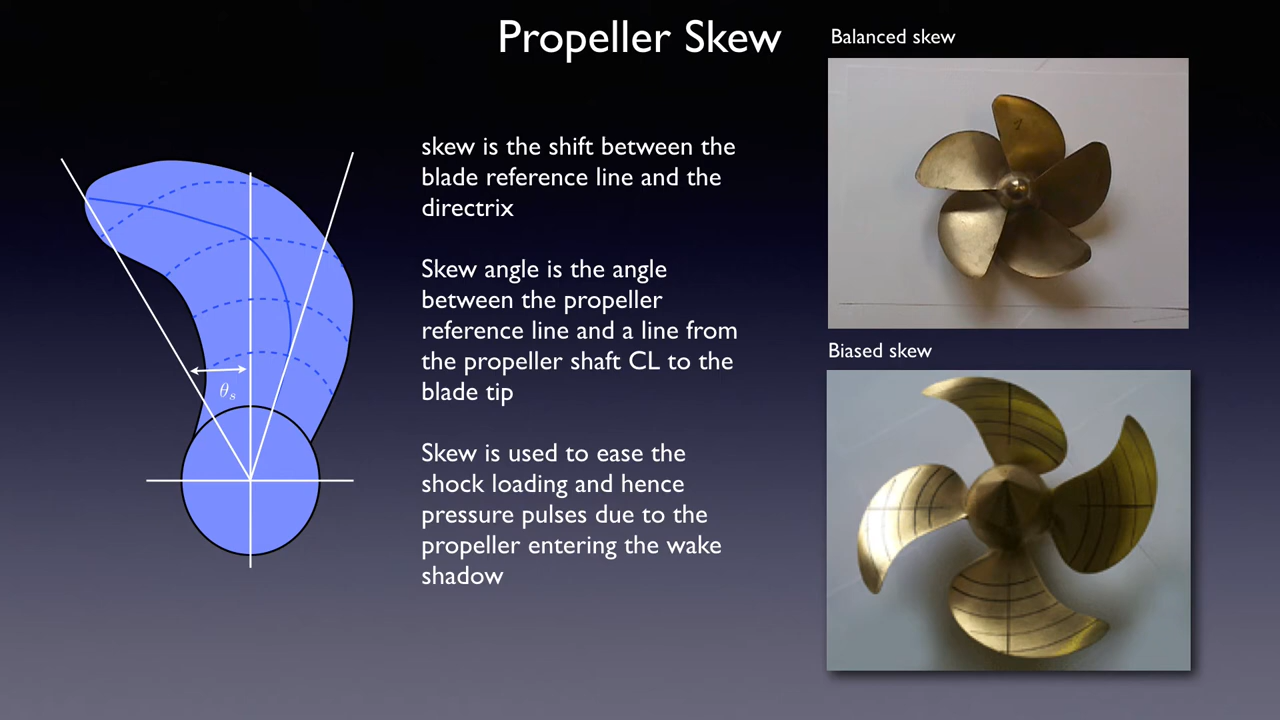 Propeller Skew
skew is the shift between the
blade reference line and the
directrix
Skew angle is the angle
between the propeller
reference line and a line from
the propeller shaft CL to the
blade tip
Skew is used to ease the
shock loading and hence
pressure pulses due to the
propeller entering the wake
shadow
θs
Balanced skew
Biased skew